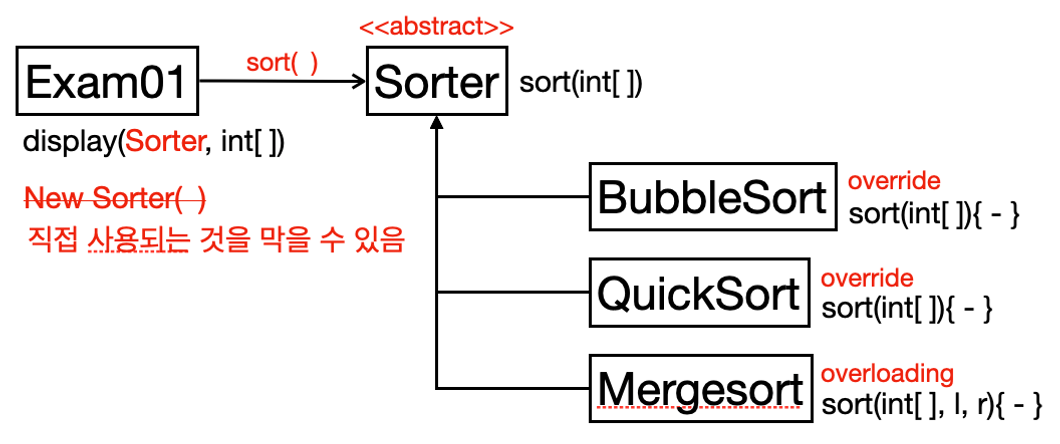 <<abstract>>
Exam01
sort( )
Sorter
sort(int[ ])
display(Sorter, int[ ])
New Sorter( )
직접 사용되는 것을 막을 수 있음
BubbleSort
override
sort(int[ ]){ - }
QuickSort
override
sort(int[ ]){ - }
Mergesort
overloading
sort(int[ ], l, r){ - }